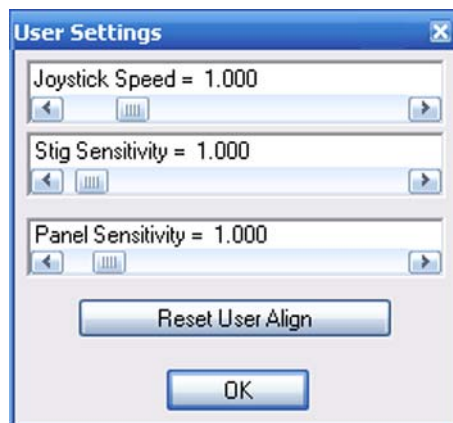 User Settings
Joystick Speed = 1.000
Stig Sensitivity = 1.000
Panel Sensitivity = 1.000
Reset User Align
OK